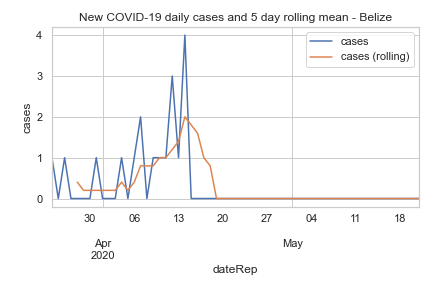 New COVID-19 daily cases and 5 day rolling mean - Belize
cases
cases (rolling)
cases
4
3
2
1
0
30 06 13 20 27 04 11 18
Apr May
2020
dateRep